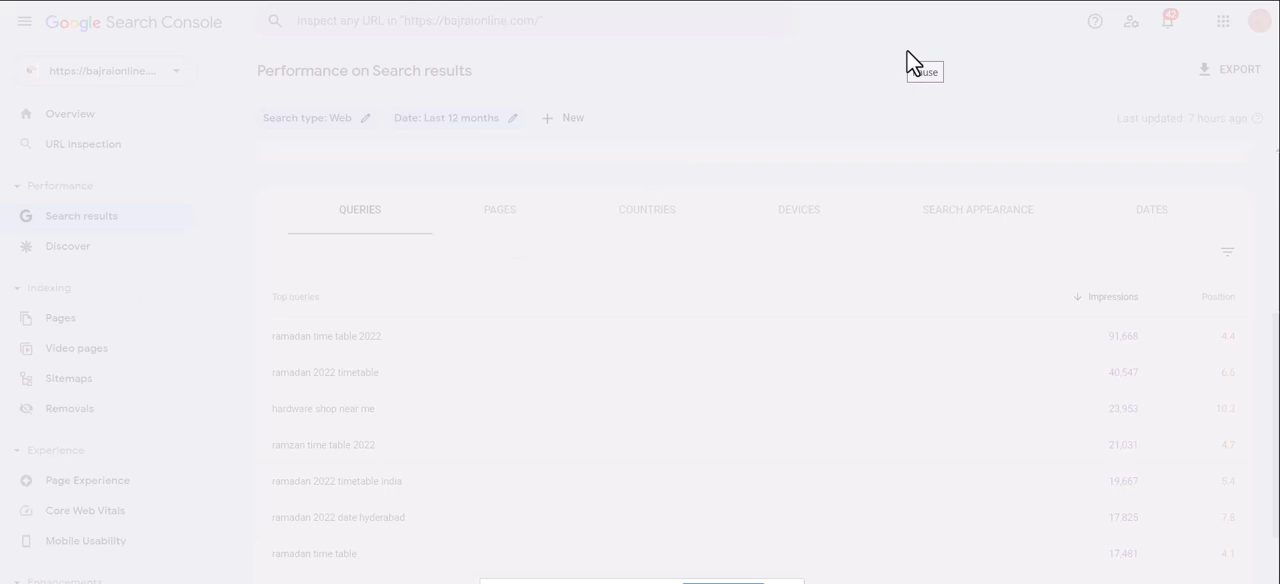 Google Search Console
Inspect any URL in "https://bajraionline.com/"
42
https://bajraionline....
Performance on Search results
EXPORT
Search type: Web
Date: Last 12 months
New
Last updated: 7 hours ago
Overview
URL inspection
Performance
Search results
Discover
Indexing
Pages
Video pages
Sitemaps
Removals
Experience
Page Experience
Core Web Vitals
Mobile Usability
Enhancements
QUERIES PAGES COUNTRIES DEVICES SEARCH APPEARANCE DATES
Top queries Impressions Position
ramadan time table 2022 91,668 4.4
ramadan 2022 timetable 40,547 6.6
hardware shop near me 23,953 10.3
ramzan time table 2022 21,031 4.7
ramadan 2022 timetable india 19,667 5.4
ramadan 2022 date hyderabad 17,825 7.5
ramadan time table 17,481 4.1